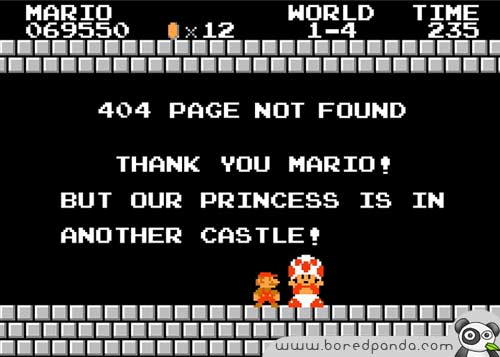 MARIO WORLD TIME
069550 ×12 1-4 235
404 PAGE NOT FOUND
THANK YOU MARIO!
BUT OUR PRINCESS IS IN
ANOTHER CASTLE!
www.boredpanda.com